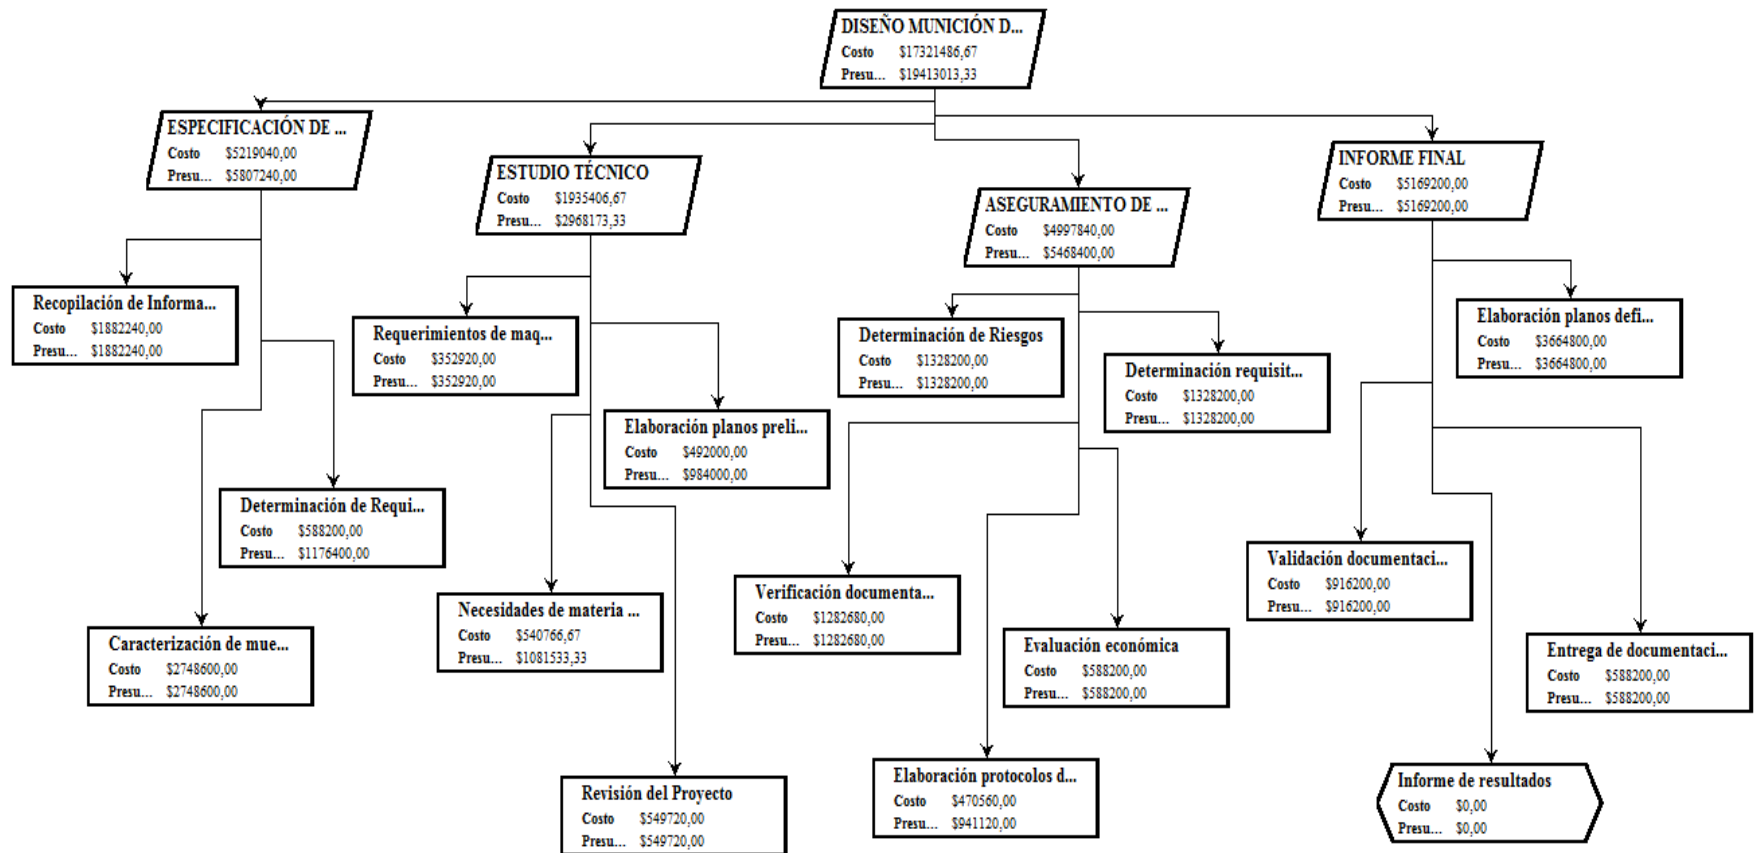 DISEÑO MUNICIÓN D...
Costo $17321486,67
Presu... $19413013,33
ESPECIFICACIÓN DE ...
Costo $5219040,00
Presu... $5807240,00
ESTUDIO TÉCNICO
Costo $1935406,67
Presu... $2968173,33
ASEGURAMIENTO DE ...
Costo $4997840,00
Presu... $5468400,00
INFORME FINAL
Costo $5169200,00
Presu... $5169200,00
Recopilación de Informa...
Costo $1882240,00
Presu... $1882240,00
Determinación de Requi...
Costo $588200,00
Presu... $1176400,00
Caracterización de mue...
Costo $2748600,00
Presu... $2748600,00
Requerimientos de maq...
Costo $352920,00
Presu... $352920,00
Elaboración planos preli...
Costo $492000,00
Presu... $984000,00
Necesidades de materia ...
Costo $540766,67
Presu... $1081533,33
Revisión del Proyecto
Costo $549720,00
Presu... $549720,00
Determinación de Riesgos
Costo $1328200,00
Presu... $1328200,00
Determinación requisit...
Costo $1328200,00
Presu... $1328200,00
Verificación documenta...
Costo $1282680,00
Presu... $1282680,00
Evaluación económica
Costo $588200,00
Presu... $588200,00
Elaboración protocolos d...
Costo $470560,00
Presu... $941120,00
Elaboración planos defi...
Costo $3664800,00
Presu... $3664800,00
Validación documentaci...
Costo $916200,00
Presu... $916200,00
Entrega de documentaci...
Costo $588200,00
Presu... $588200,00
Informe de resultados
Costo $0,00
Presu... $0,00